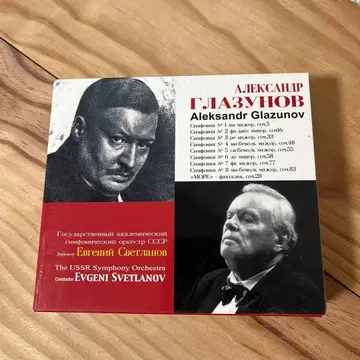 АЛЕКСАНДР
ГЛАЗУНОВ
Aleksandr Glazunov
Симфония № 1 ми мажор, соч.5
Симфония № 2 фа-диез минор, соч16
Симфония № 3 ре мажор, соч.33
Симфония № 4 ми-бемоль мажор, соч.48
Симфония № 5 си-бемоль мажор, соч.55
Симфония № 6 до минор, соч.58
Симфония № 7 фа мажор, соч.77
Симфония № 8 ми-бемоль мажор, соч.83
«МОРЕ» - фантазия, соч.28
Государственный академический
симфонический оркестр СССР
Дирижер Евгений Светланов
The USSR Symphony Orchestra
Conductor EVGENI SVETLANOV